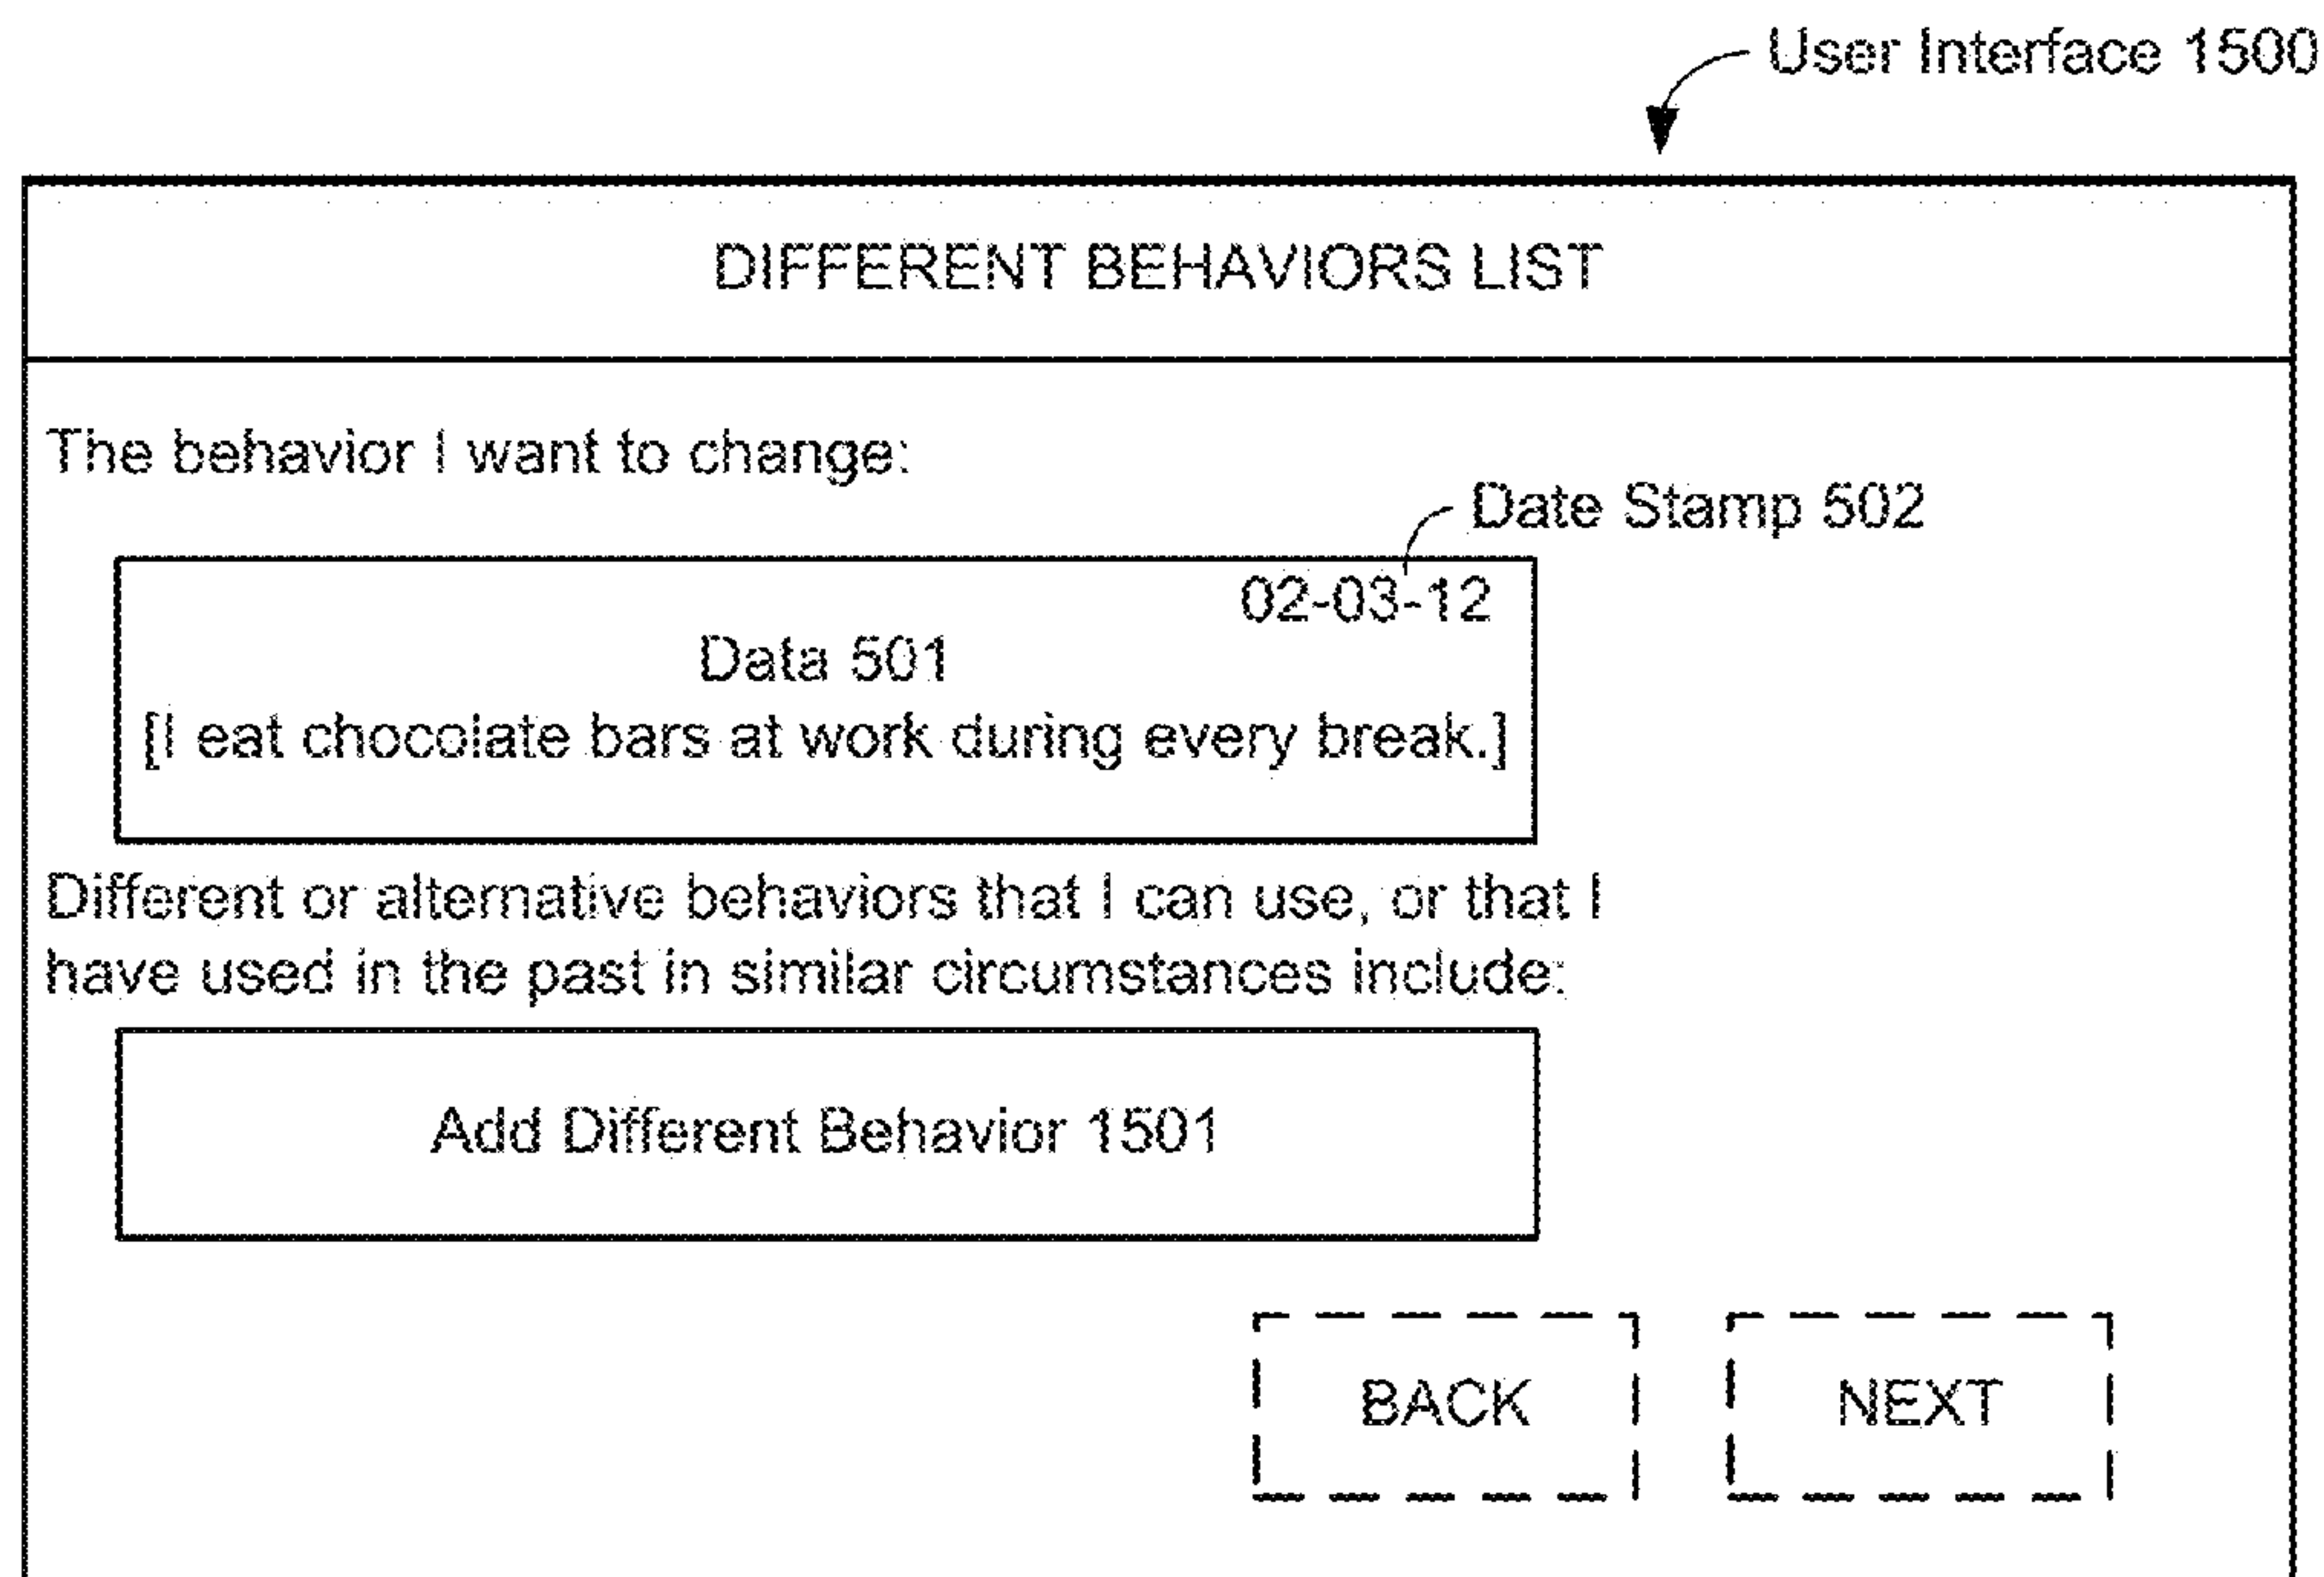 User Interface 1500
DIFFERENT BEHAVIORS LIST
The behavior I want to change:
Date Stamp 502
02-03-12
Data 501
[I eat chocolate bars at work during every break.]
Different or alternative behaviors that I can use, or that I
have used in the past in similar circumstances include:
Add Different Behavior 1501
BACK
NEXT